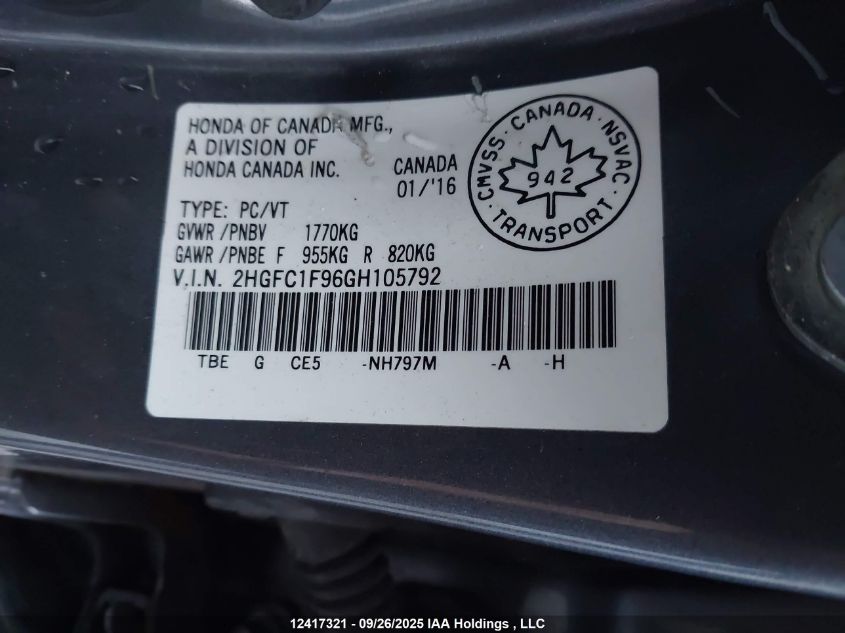 HONDA OF CANADA MFG.,
A DIVISION OF
HONDA CANADA INC.
CANADA
01/'16
CMVSS · CANADA · NSVAC · TRANSPORT ·
942
TYPE: PC/VT
GVWR /PNBV 1770KG
GAWR /PNBE F 955KG R 820KG
V.I.N. 2HGFC1F96GH105792
TBE G CE5 -NH797M -A -H
12417321 - 09/26/2025 IAA Holdings , LLC